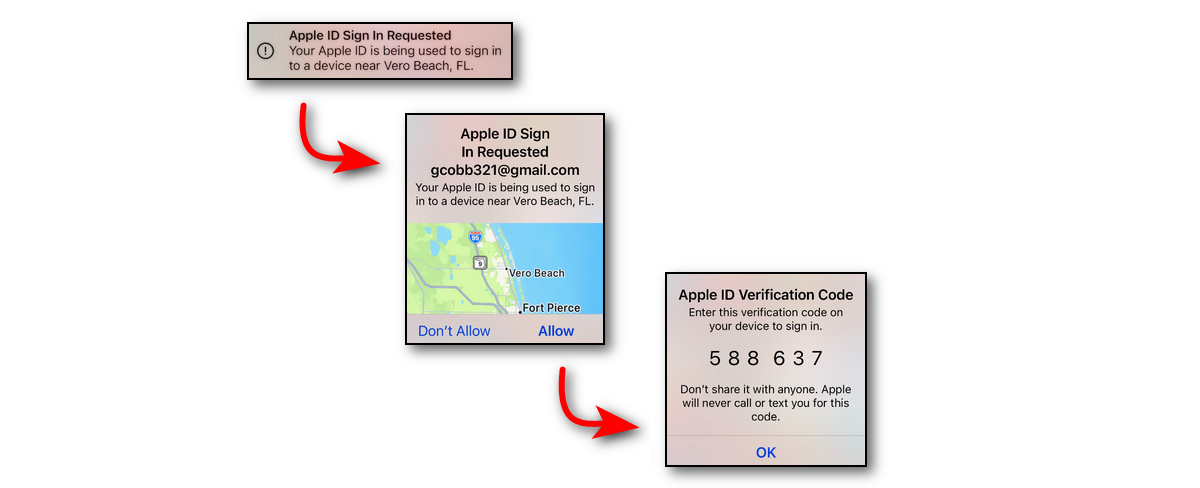 Apple ID Sign In Requested
Your Apple ID is being used to sign in
to a device near Vero Beach, FL.
Apple ID Sign
In Requested
gcobb321@gmail.com
Your Apple ID is being used to sign
in to a device near Vero Beach, FL.
95
9
Vero Beach
Fort Pierce
Don't Allow Allow
Apple ID Verification Code
Enter this verification code on
your device to sign in.
588 637
Don't share it with anyone. Apple
will never call or text you for this
code.
OK